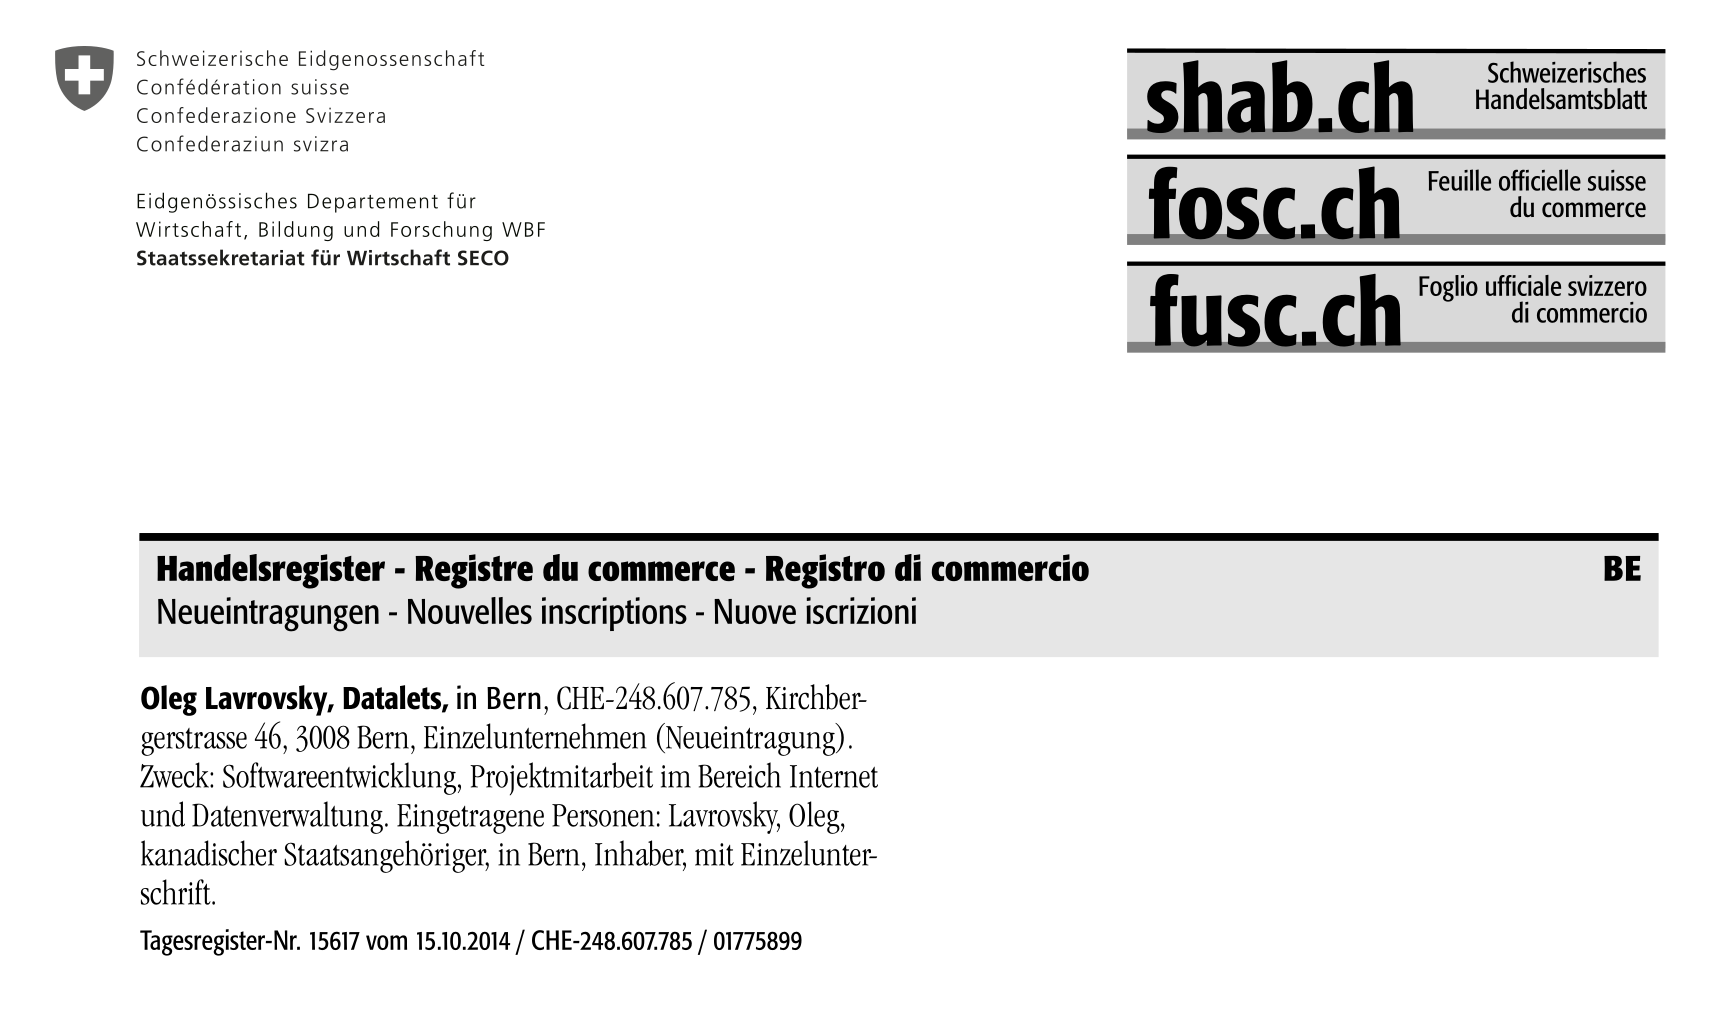 Schweizerische Eidgenossenschaft
Confédération suisse
Confederazione Svizzera
Confederaziun svizra
Eidgenössisches Departement für
Wirtschaft, Bildung und Forschung WBF
Staatssekretariat für Wirtschaft SECO
shab.ch
Schweizerisches
Handelsamtsblatt
fosc.ch
Feuille officielle suisse
du commerce
fusc.ch
Foglio ufficiale svizzero
di commercio
Handelsregister - Registre du commerce - Registro di commercio BE
Neueintragungen - Nouvelles inscriptions - Nuove iscrizioni
Oleg Lavrovsky, Datalets, in Bern, CHE-248.607.785, Kirchber-
gerstrasse 46, 3008 Bern, Einzelunternehmen (Neueintragung).
Zweck: Softwareentwicklung, Projektmitarbeit im Bereich Internet
und Datenverwaltung. Eingetragene Personen: Lavrovsky, Oleg,
kanadischer Staatsangehöriger, in Bern, Inhaber, mit Einzelunter-
schrift.
Tagesregister-Nr. 15617 vom 15.10.2014 / CHE-248.607.785 / 01775899